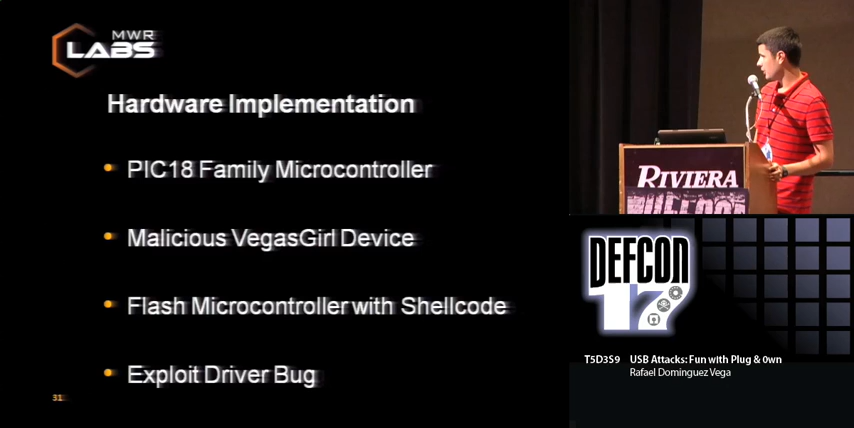 MWR
LABS
Hardware Implementation
PIC18 Family Microcontroller
Malicious VegasGirl Device
Flash Microcontroller with Shellcode
Exploit Driver Bug
31
RIVIERA
DEFCON
DEFCON
17
T5D3S9 USB Attacks: Fun with Plug & 0wn
Rafael Dominguez Vega